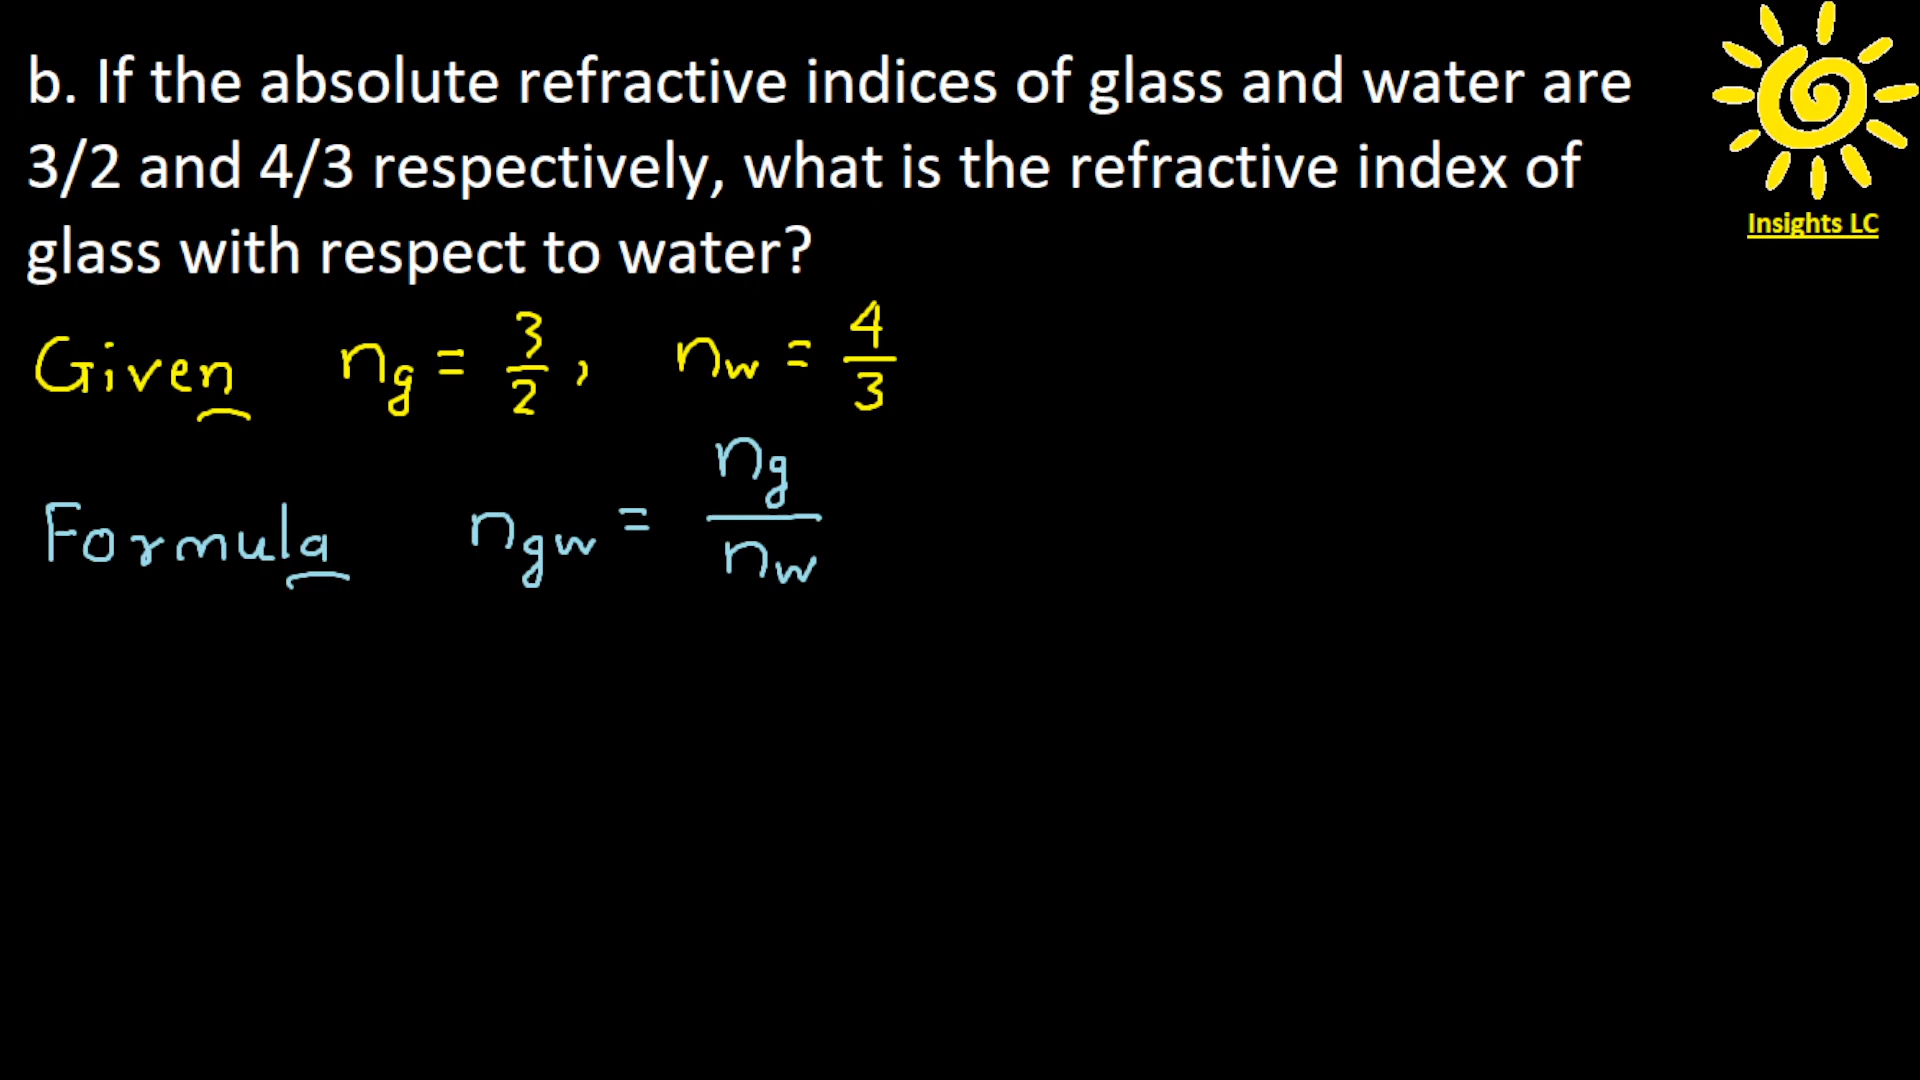 b. If the absolute refractive indices of glass and water are
3/2 and 4/3 respectively, what is the refractive index of
glass with respect to water?
Insights LC
Given n_g = 3/2, n_w = 4/3
Formula n_gw = n_g/n_w